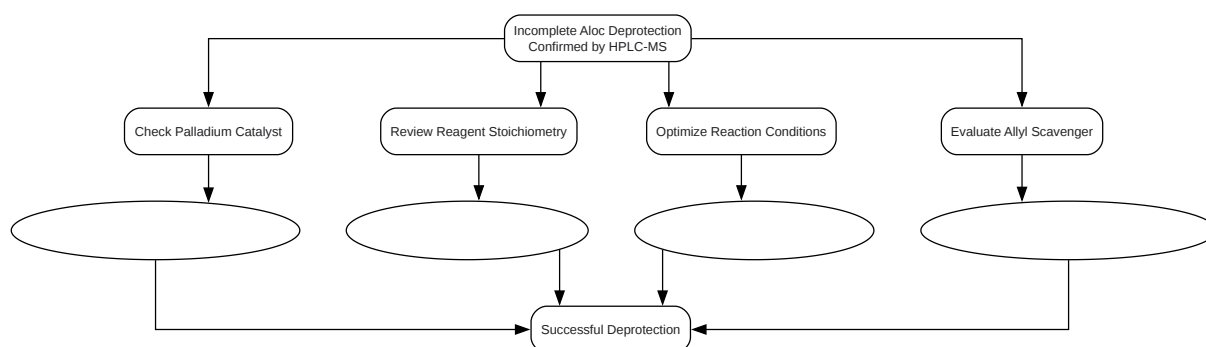 Incomplete Aloc Deprotection
Confirmed by HPLC-MS
Check Palladium Catalyst
Review Reagent Stoichiometry
Optimize Reaction Conditions
Evaluate Allyl Scavenger
Successful Deprotection